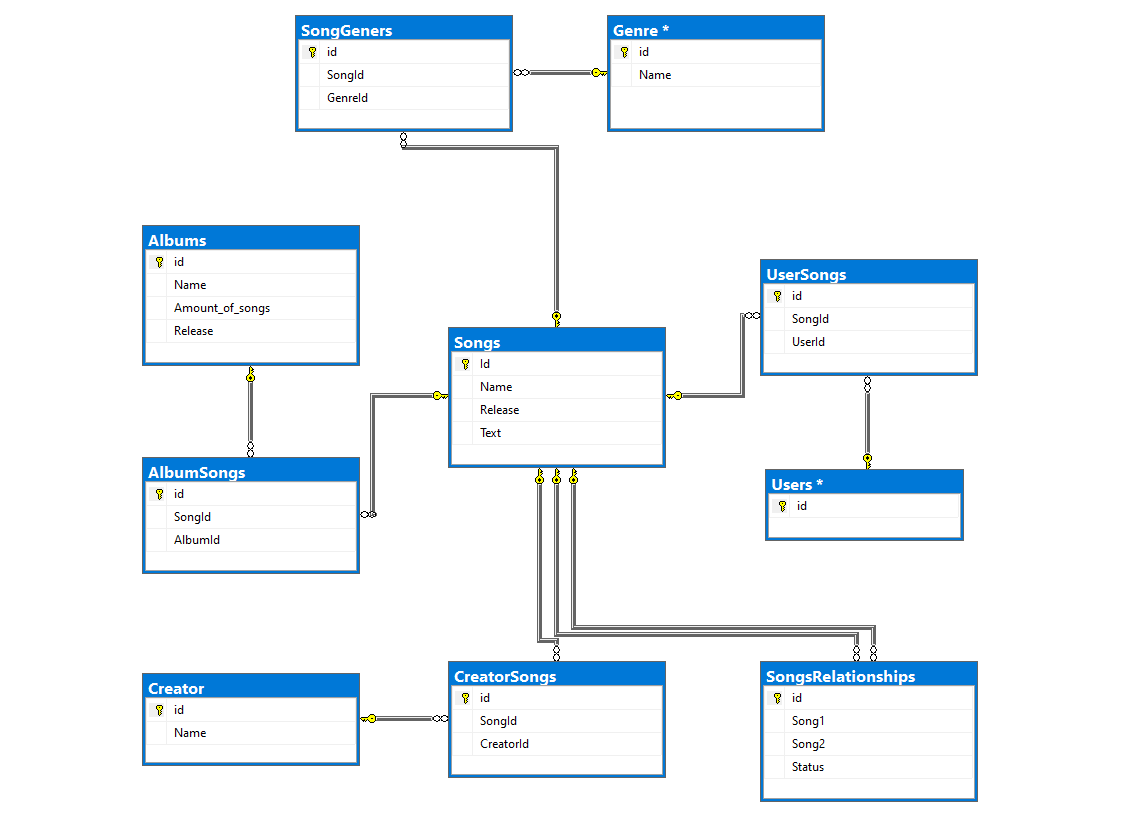 SongGeners
id
SongId
GenreId
Genre *
id
Name
Albums
id
Name
Amount_of_songs
Release
UserSongs
id
SongId
UserId
Songs
Id
Name
Release
Text
AlbumSongs
id
SongId
AlbumId
Users *
id
Creator
id
Name
CreatorSongs
id
SongId
CreatorId
SongsRelationships
id
Song1
Song2
Status